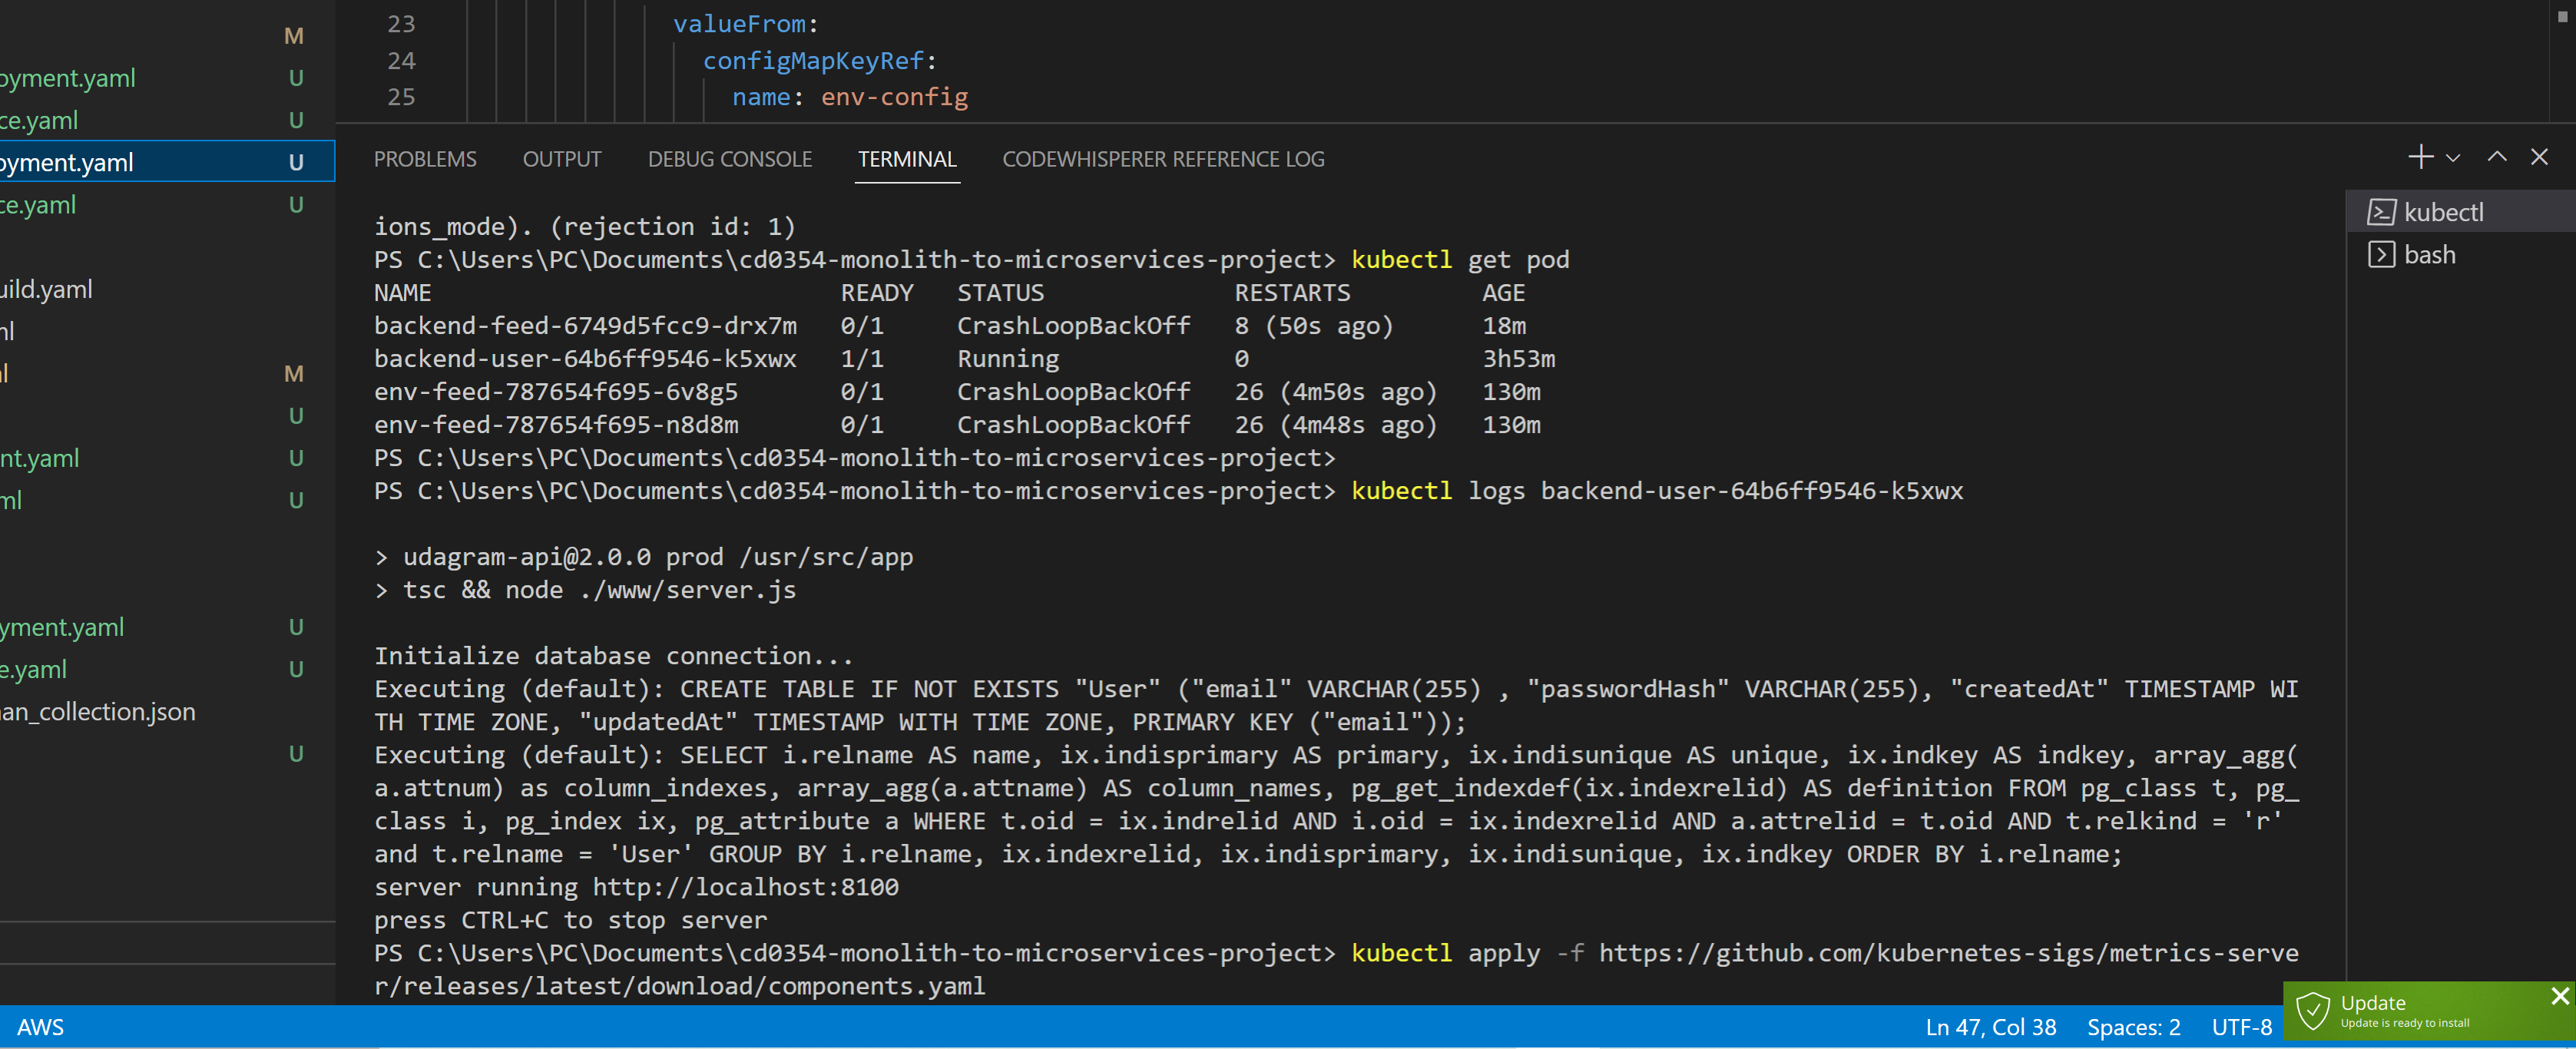 M
oyment.yaml U
ce.yaml U
oyment.yaml U
ce.yaml U
uild.yaml
ml
l M
U
nt.yaml U
ml U
yment.yaml U
e.yaml U
an_collection.json
U
23 valueFrom:
24 configMapKeyRef:
25 name: env-config
PROBLEMS OUTPUT DEBUG CONSOLE TERMINAL CODEWHISPERER REFERENCE LOG
ions_mode). (rejection id: 1)
PS C:\Users\PC\Documents\cd0354-monolith-to-microservices-project> kubectl get pod
NAME READY STATUS RESTARTS AGE
backend-feed-6749d5fcc9-drx7m 0/1 CrashLoopBackOff 8 (50s ago) 18m
backend-user-64b6ff9546-k5xwx 1/1 Running 0 3h53m
env-feed-787654f695-6v8g5 0/1 CrashLoopBackOff 26 (4m50s ago) 130m
env-feed-787654f695-n8d8m 0/1 CrashLoopBackOff 26 (4m48s ago) 130m
PS C:\Users\PC\Documents\cd0354-monolith-to-microservices-project>
PS C:\Users\PC\Documents\cd0354-monolith-to-microservices-project> kubectl logs backend-user-64b6ff9546-k5xwx
> udagram-api@2.0.0 prod /usr/src/app
> tsc && node ./www/server.js
Initialize database connection...
Executing (default): CREATE TABLE IF NOT EXISTS "User" ("email" VARCHAR(255) , "passwordHash" VARCHAR(255), "createdAt" TIMESTAMP WI
TH TIME ZONE, "updatedAt" TIMESTAMP WITH TIME ZONE, PRIMARY KEY ("email"));
Executing (default): SELECT i.relname AS name, ix.indisprimary AS primary, ix.indisunique AS unique, ix.indkey AS indkey, array_agg(
a.attnum) as column_indexes, array_agg(a.attname) AS column_names, pg_get_indexdef(ix.indexrelid) AS definition FROM pg_class t, pg_
class i, pg_index ix, pg_attribute a WHERE t.oid = ix.indrelid AND i.oid = ix.indexrelid AND a.attrelid = t.oid AND t.relkind = 'r'
and t.relname = 'User' GROUP BY i.relname, ix.indexrelid, ix.indisprimary, ix.indisunique, ix.indkey ORDER BY i.relname;
server running http://localhost:8100
press CTRL+C to stop server
PS C:\Users\PC\Documents\cd0354-monolith-to-microservices-project> kubectl apply -f https://github.com/kubernetes-sigs/metrics-serve
r/releases/latest/download/components.yaml
kubectl
bash
AWS
Ln 47, Col 38 Spaces: 2 UTF-8
Update
Update is ready to install